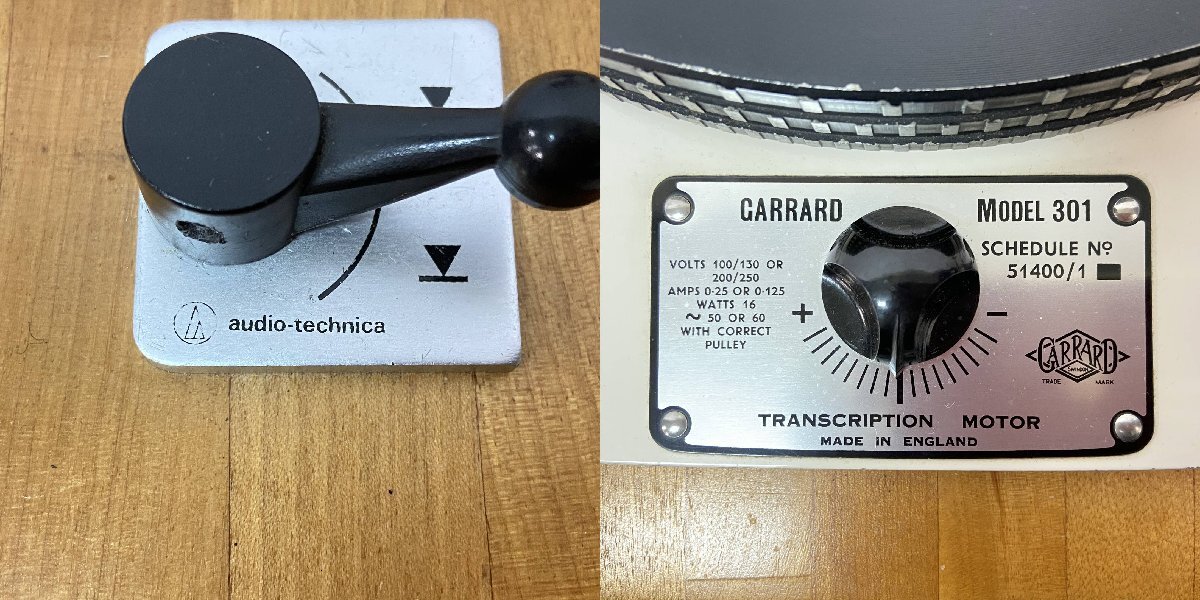 audio-technica
GARRARD
MODEL 301
SCHEDULE Nº
51400/1
VOLTS 100/130 OR
200/250
AMPS 0·25 OR 0·125
WATTS 16
~ 50 OR 60
WITH CORRECT
PULLEY
+
−
GARRARD
SWINDON
TRADE MARK
TRANSCRIPTION MOTOR
MADE IN ENGLAND